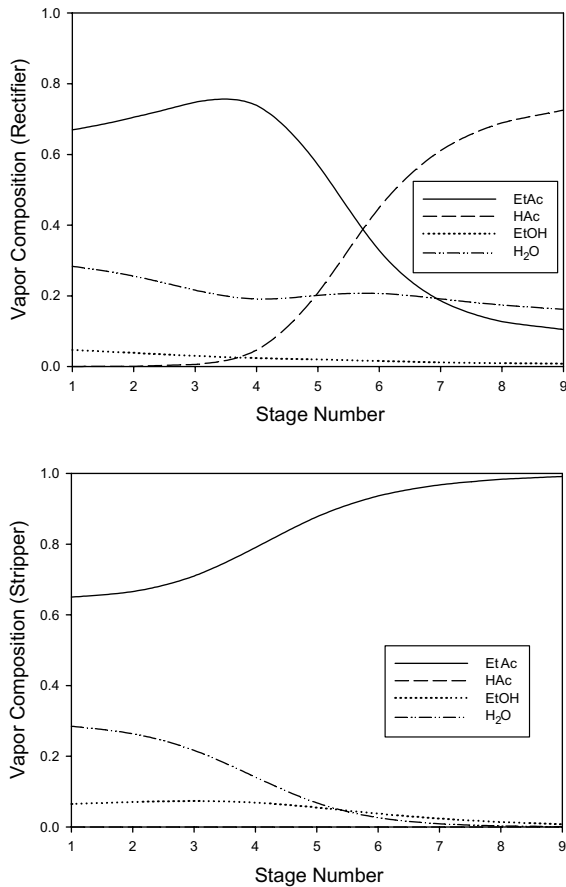 Vapor Composition (Rectifier)
1.0
0.8
0.6
0.4
0.2
0.0
EtAc
HAc
EtOH
H₂O
1 2 3 4 5 6 7 8 9
Stage Number
Vapor Composition (Stripper)
1.0
0.8
0.6
0.4
0.2
0.0
EtAc
HAc
EtOH
H₂O
1 2 3 4 5 6 7 8 9
Stage Number